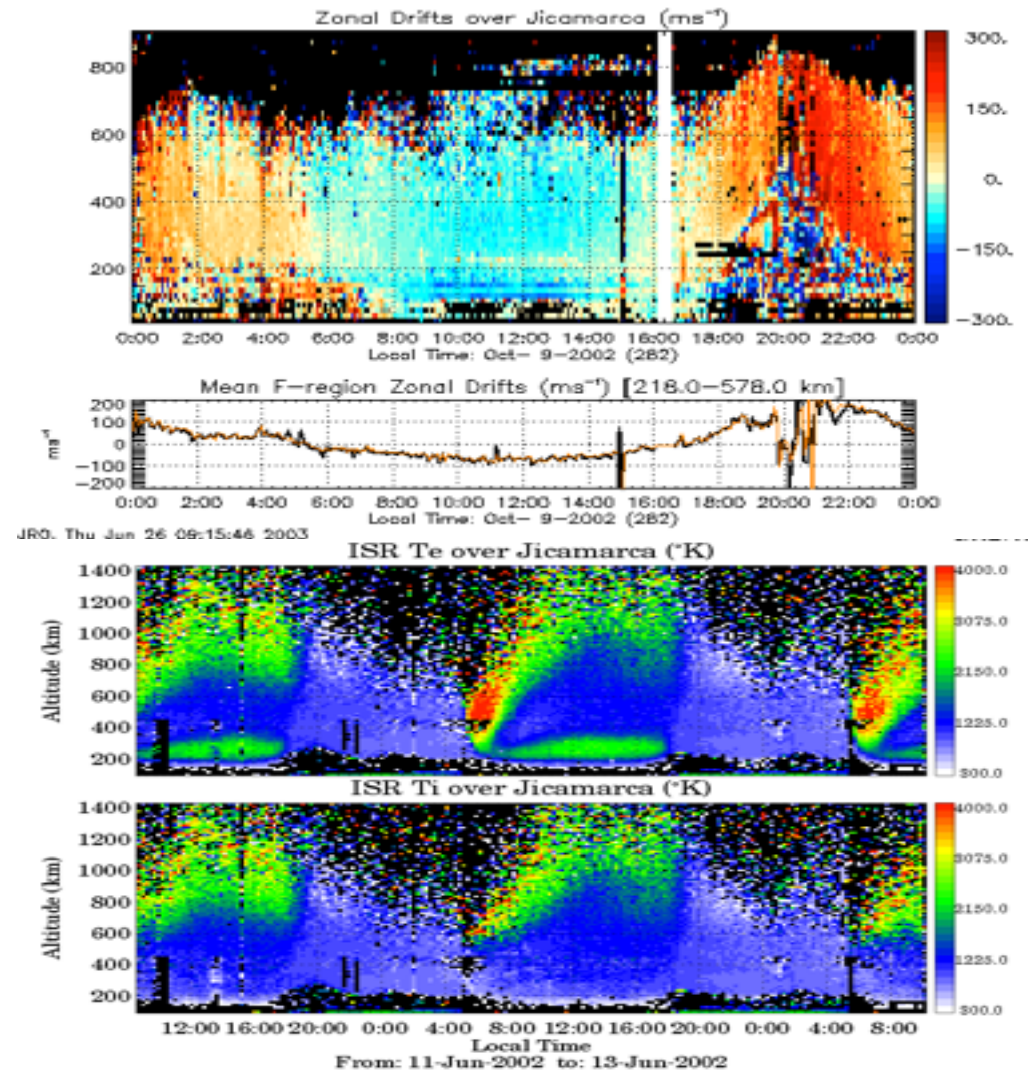 Zonal Drifts over Jicamarca (ms⁻¹)
800
600
400
200
300.
150.
0.
−150.
−300.
0:00 2:00 4:00 6:00 8:00 10:00 12:00 14:00 16:00 18:00 20:00 22:00 0:00
Local Time: Oct- 9-2002 (282)
Mean F-region Zonal Drifts (ms⁻¹) [218.0-578.0 km]
ms⁻¹
200
100
0
−100
−200
0:00 2:00 4:00 6:00 8:00 10:00 12:00 14:00 16:00 18:00 20:00 22:00 0:00
Local Time: Oct- 9-2002 (282)
JRO, Thu Jun 26 09:15:46 2003
ISR Te over Jicamarca (°K)
Altitude (km)
1400
1200
1000
800
600
400
200
4000.0
3075.0
2150.0
1225.0
300.0
ISR Ti over Jicamarca (°K)
Altitude (km)
1400
1200
1000
800
600
400
200
4000.0
3075.0
2150.0
1225.0
300.0
12:00 16:00 20:00 0:00 4:00 8:00 12:00 16:00 20:00 0:00 4:00 8:00
Local Time
From: 11-Jun-2002 to: 13-Jun-2002